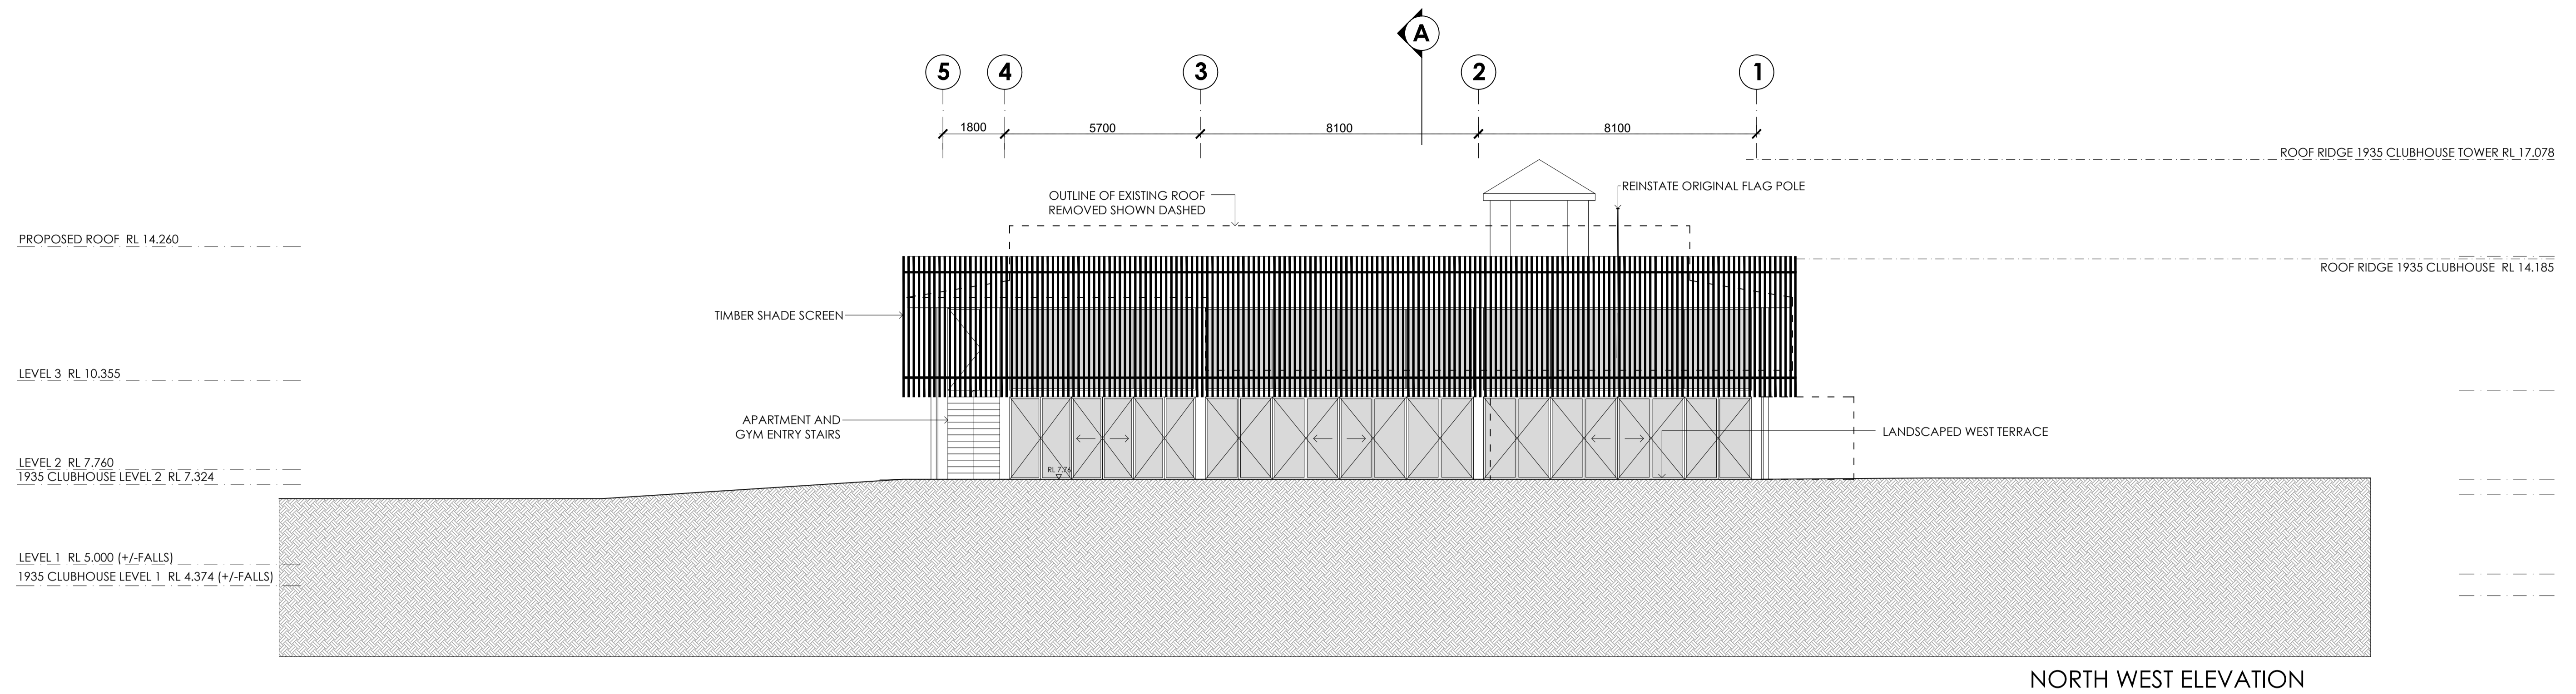 A
5
4
3
2
1
1800
5700
8100
8100
ROOF RIDGE 1935 CLUBHOUSE TOWER RL 17.078
OUTLINE OF EXISTING ROOF
REMOVED SHOWN DASHED
REINSTATE ORIGINAL FLAG POLE
PROPOSED ROOF RL 14.260
ROOF RIDGE 1935 CLUBHOUSE RL 14.185
TIMBER SHADE SCREEN
LEVEL 3 RL 10.355
APARTMENT AND
GYM ENTRY STAIRS
LANDSCAPED WEST TERRACE
LEVEL 2 RL 7.760
1935 CLUBHOUSE LEVEL 2 RL 7.324
RL 7.76
LEVEL 1 RL 5.000 (+/-FALLS)
1935 CLUBHOUSE LEVEL 1 RL 4.374 (+/-FALLS)
NORTH WEST ELEVATION